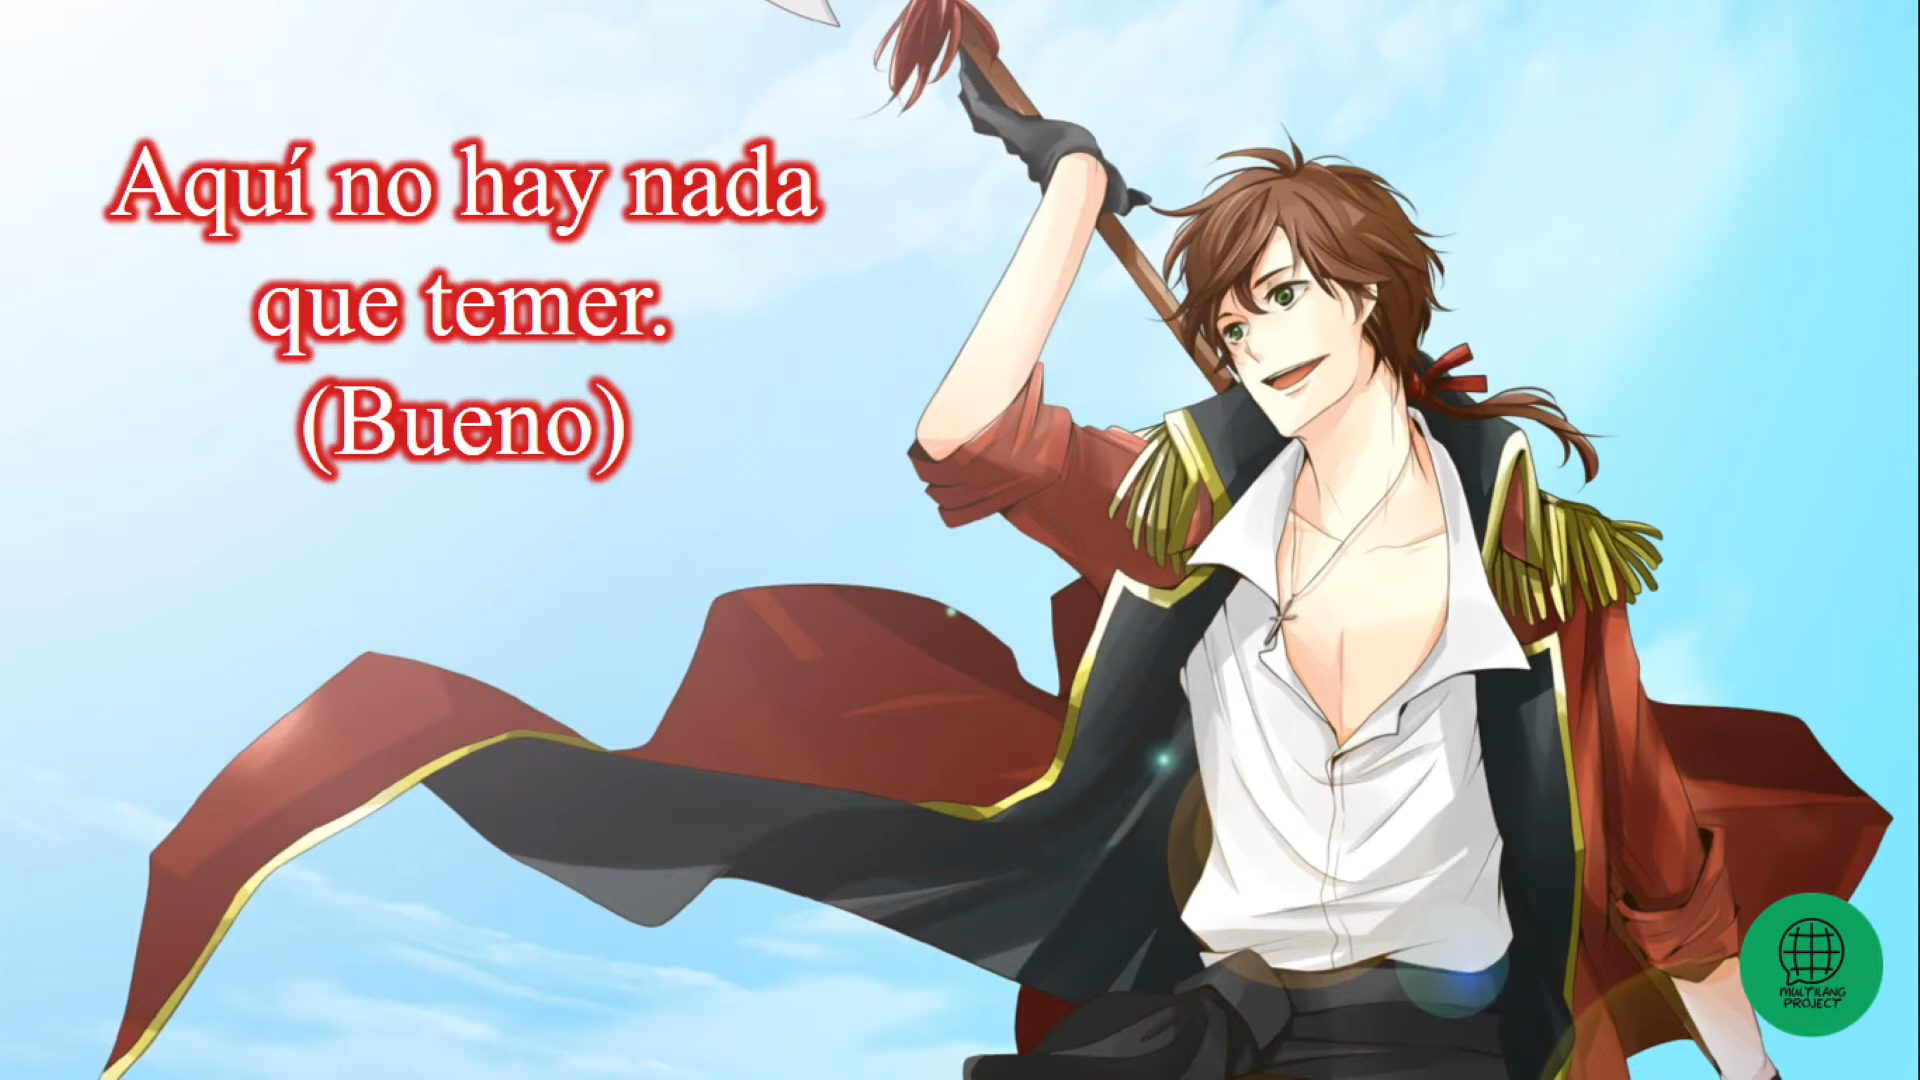 Aquí no hay nada
que temer.
(Bueno)
MULTILANG
PROJECT